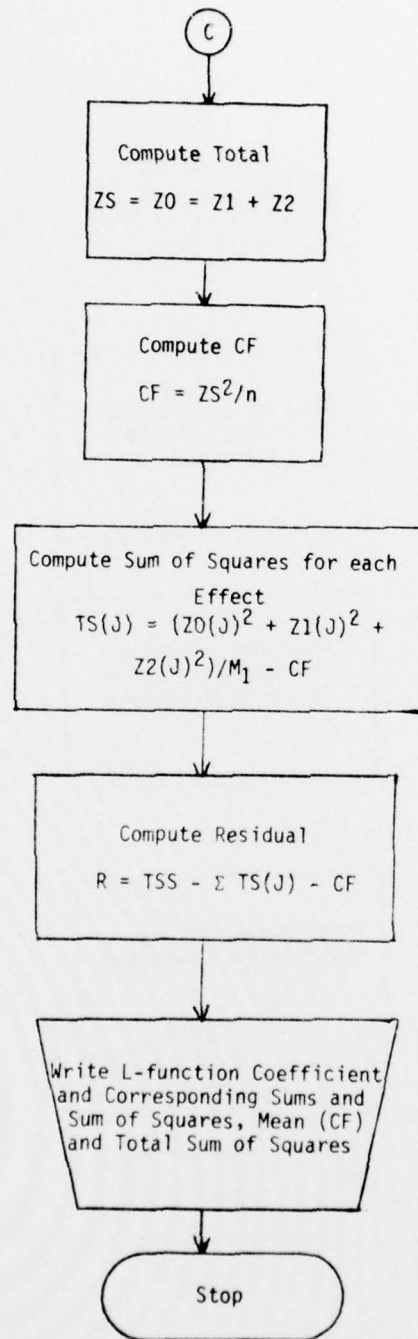 C
Compute Total
ZS = ZO = Z1 + Z2
Compute CF
CF = ZS²/n
Compute Sum of Squares for each
Effect
TS(J) = (ZO(J)² + Z1(J)² +
Z2(J)²)/M₁ - CF
Compute Residual
R = TSS - Σ TS(J) - CF
Write L-function Coefficient
and Corresponding Sums and
Sum of Squares, Mean (CF)
and Total Sum of Squares
Stop